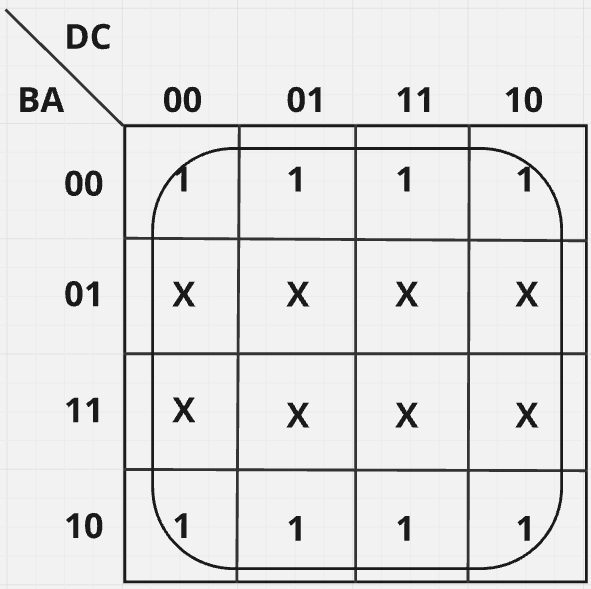 DC
BA 00 01 11 10
00 1 1 1 1
01 X X X X
11 X X X X
10 1 1 1 1